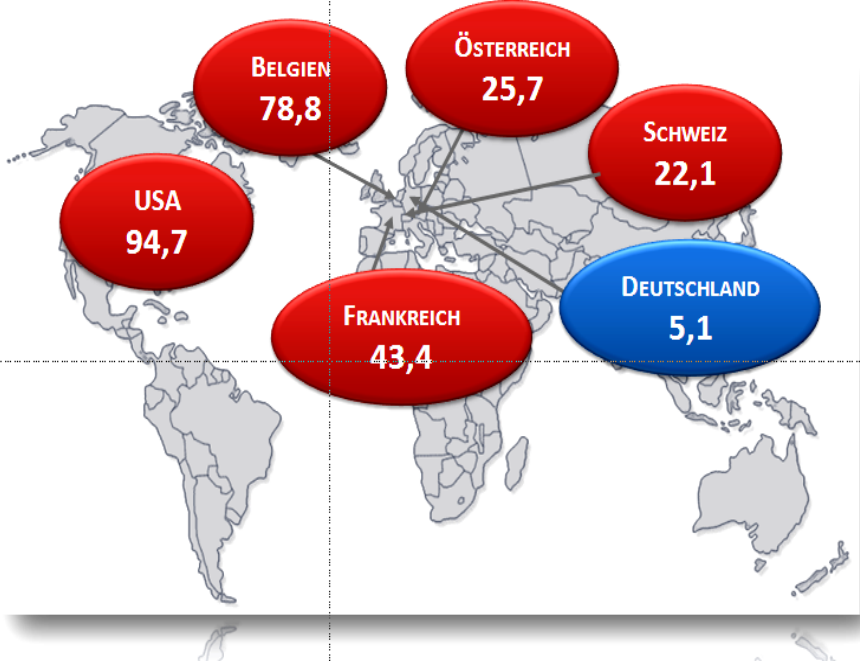 BELGIEN
78,8
ÖSTERREICH
25,7
SCHWEIZ
22,1
USA
94,7
DEUTSCHLAND
5,1
FRANKREICH
43,4